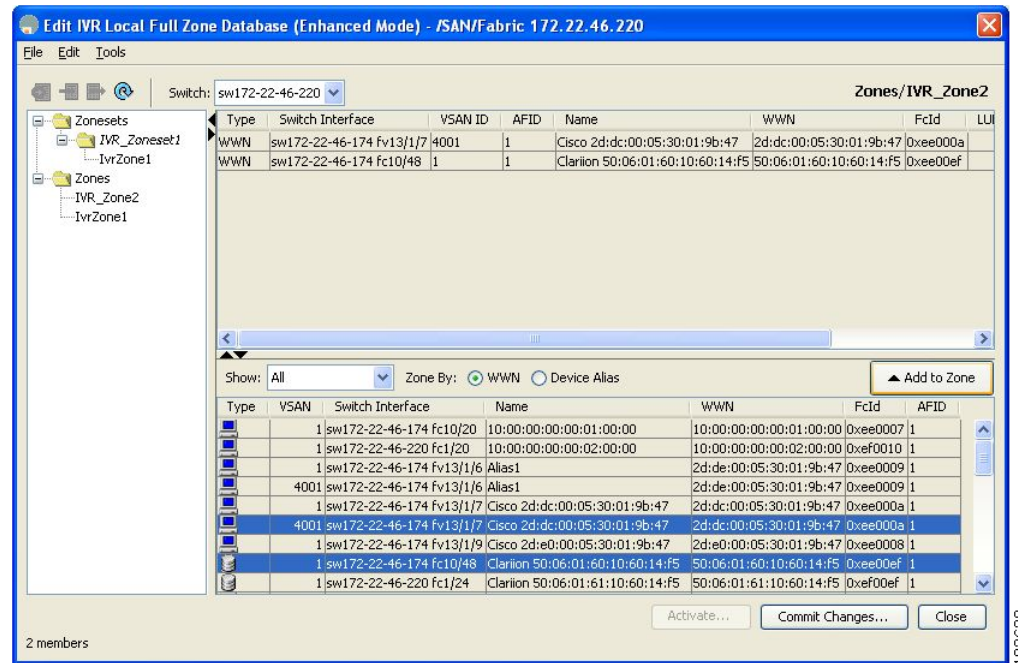 Edit IVR Local Full Zone Database (Enhanced Mode) - /SAN/Fabric 172.22.46.220
File Edit Tools
Switch: sw172-22-46-220 Zones/IVR_Zone2
Zonesets
IVR_Zoneset1
IvrZone1
Zones
IVR_Zone2
IvrZone1
Type Switch Interface VSAN ID AFID Name WWN FcId LUI
WWN sw172-22-46-174 fv13/1/7 4001 1 Cisco 2d:dc:00:05:30:01:9b:47 2d:dc:00:05:30:01:9b:47 0xee000a
WWN sw172-22-46-174 fc10/48 1 1 Clariion 50:06:01:60:10:60:14:f5 50:06:01:60:10:60:14:f5 0xee00ef
Show: All Zone By: WWN Device Alias Add to Zone
Type VSAN Switch Interface Name WWN FcId AFID
1 sw172-22-46-174 fc10/20 10:00:00:00:00:01:00:00 10:00:00:00:00:01:00:00 0xee0007 1
1 sw172-22-46-220 fc1/20 10:00:00:00:00:02:00:00 10:00:00:00:00:02:00:00 0xef0010 1
1 sw172-22-46-174 fv13/1/6 Alias1 2d:de:00:05:30:01:9b:47 0xee0009 1
4001 sw172-22-46-174 fv13/1/6 Alias1 2d:de:00:05:30:01:9b:47 0xee0009 1
1 sw172-22-46-174 fv13/1/7 Cisco 2d:dc:00:05:30:01:9b:47 2d:dc:00:05:30:01:9b:47 0xee000a 1
4001 sw172-22-46-174 fv13/1/7 Cisco 2d:dc:00:05:30:01:9b:47 2d:dc:00:05:30:01:9b:47 0xee000a 1
1 sw172-22-46-174 fv13/1/9 Cisco 2d:e0:00:05:30:01:9b:47 2d:e0:00:05:30:01:9b:47 0xee0008 1
1 sw172-22-46-174 fc10/48 Clariion 50:06:01:60:10:60:14:f5 50:06:01:60:10:60:14:f5 0xee00ef 1
1 sw172-22-46-220 fc1/24 Clariion 50:06:01:61:10:60:14:f5 50:06:01:61:10:60:14:f5 0xef00ef 1
Activate... Commit Changes... Close
2 members